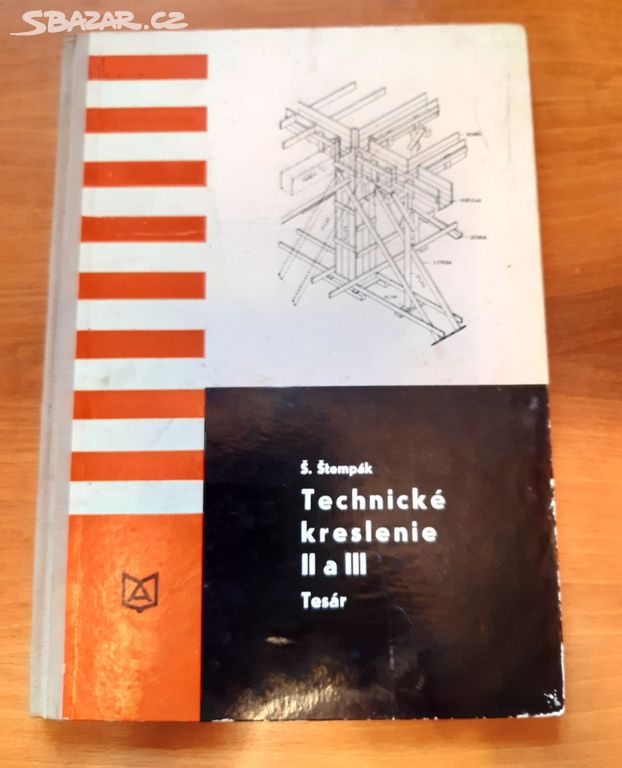 SBAZAR.CZ
Š. Štempák
Technické
kreslenie
II a III
Tesár